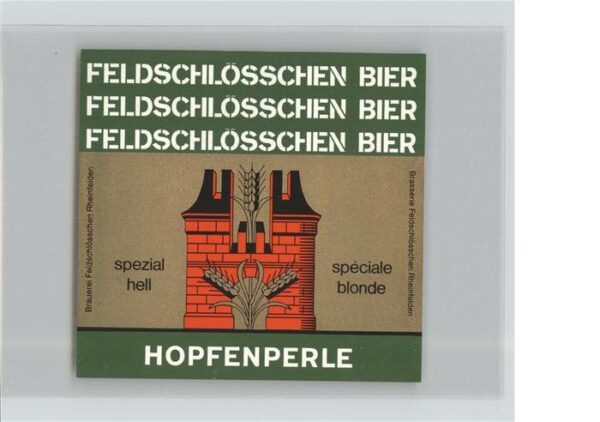 FELDSCHLÖSSCHEN BIER
FELDSCHLÖSSCHEN BIER
FELDSCHLÖSSCHEN BIER
Brauerei Feldschlösschen Rheinfelden
spezial
hell
spéciale
blonde
Brasserie Feldschlösschen Rheinfelden
HOPFENPERLE